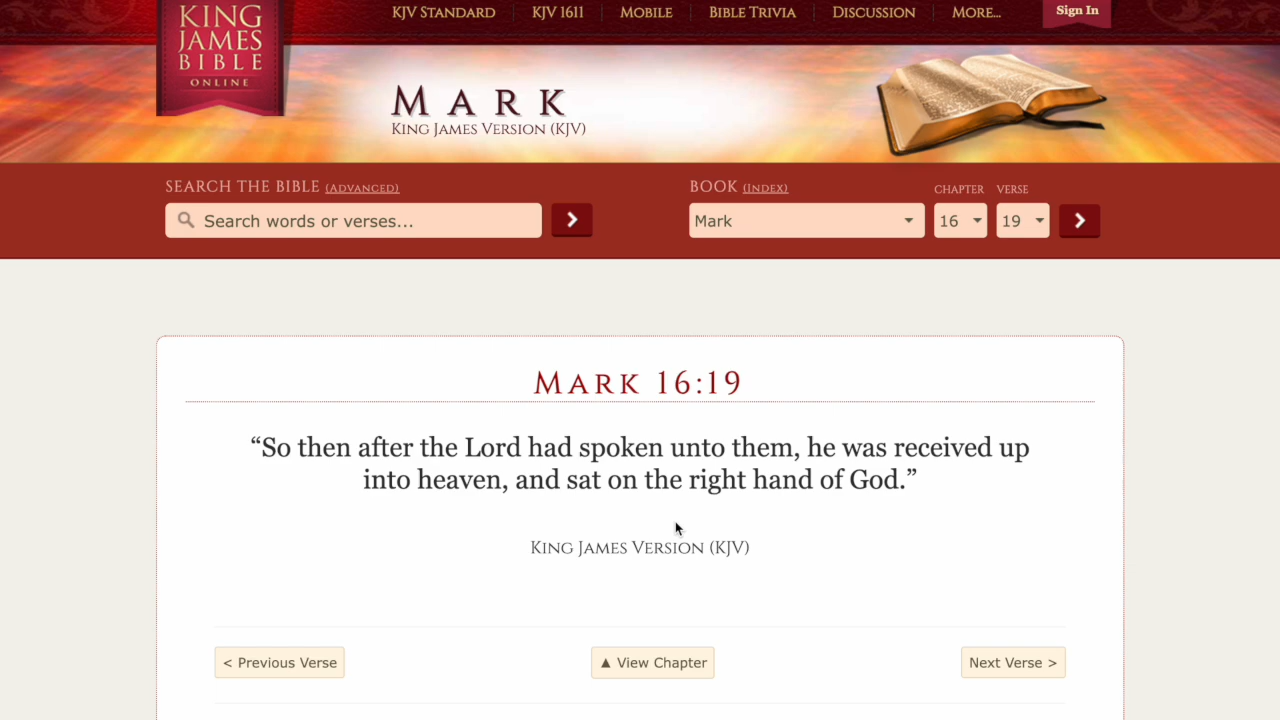 KING
JAMES
BIBLE
ONLINE
KJV STANDARD
KJV 1611
MOBILE
BIBLE TRIVIA
DISCUSSION
MORE...
Sign In
MARK
KING JAMES VERSION (KJV)
SEARCH THE BIBLE (ADVANCED)
Search words or verses...
BOOK (INDEX)
CHAPTER
VERSE
Mark
16
19
MARK 16:19
“So then after the Lord had spoken unto them, he was received up
into heaven, and sat on the right hand of God.”
KING JAMES VERSION (KJV)
< Previous Verse
▲ View Chapter
Next Verse >